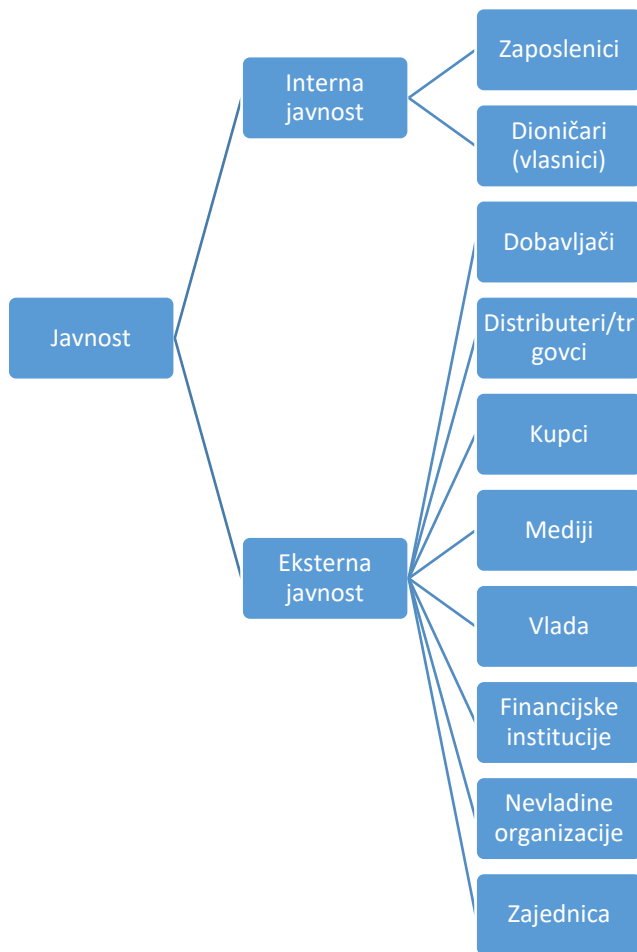 Javnost
Interna
javnost
Zaposlenici
Dioničari
(vlasnici)
Eksterna
javnost
Dobavljači
Distributeri/tr
govci
Kupci
Mediji
Vlada
Financijske
institucije
Nevladine
organizacije
Zajednica